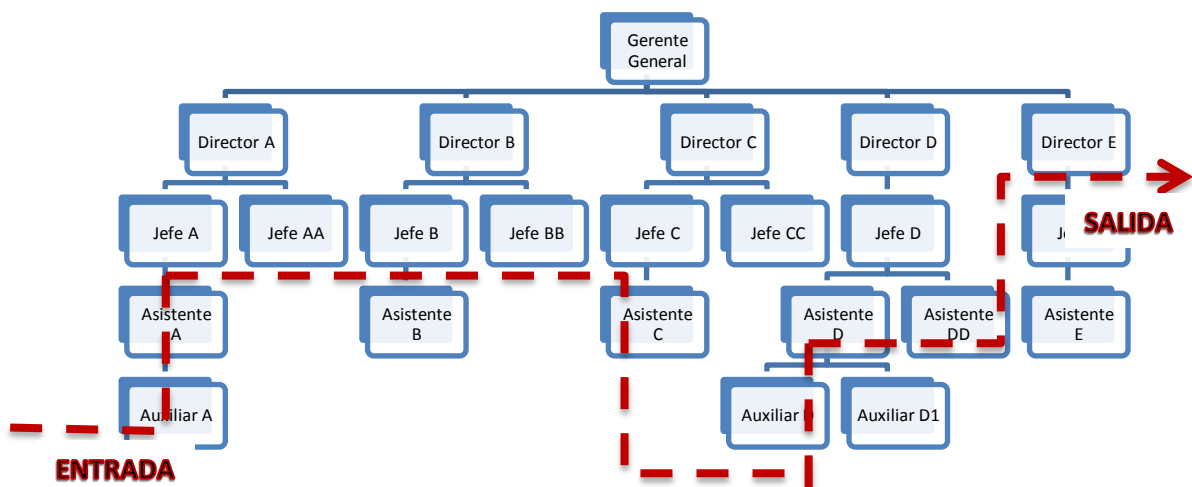 Gerente
General
Director A
Director B
Director C
Director D
Director E
Jefe A
Jefe AA
Jefe B
Jefe BB
Jefe C
Jefe CC
Jefe D
SALIDA
Asistente
A
Asistente
B
Asistente
C
Asistente
D
Asistente
DD
Asistente
E
Auxiliar A
Auxiliar D
Auxiliar D1
ENTRADA